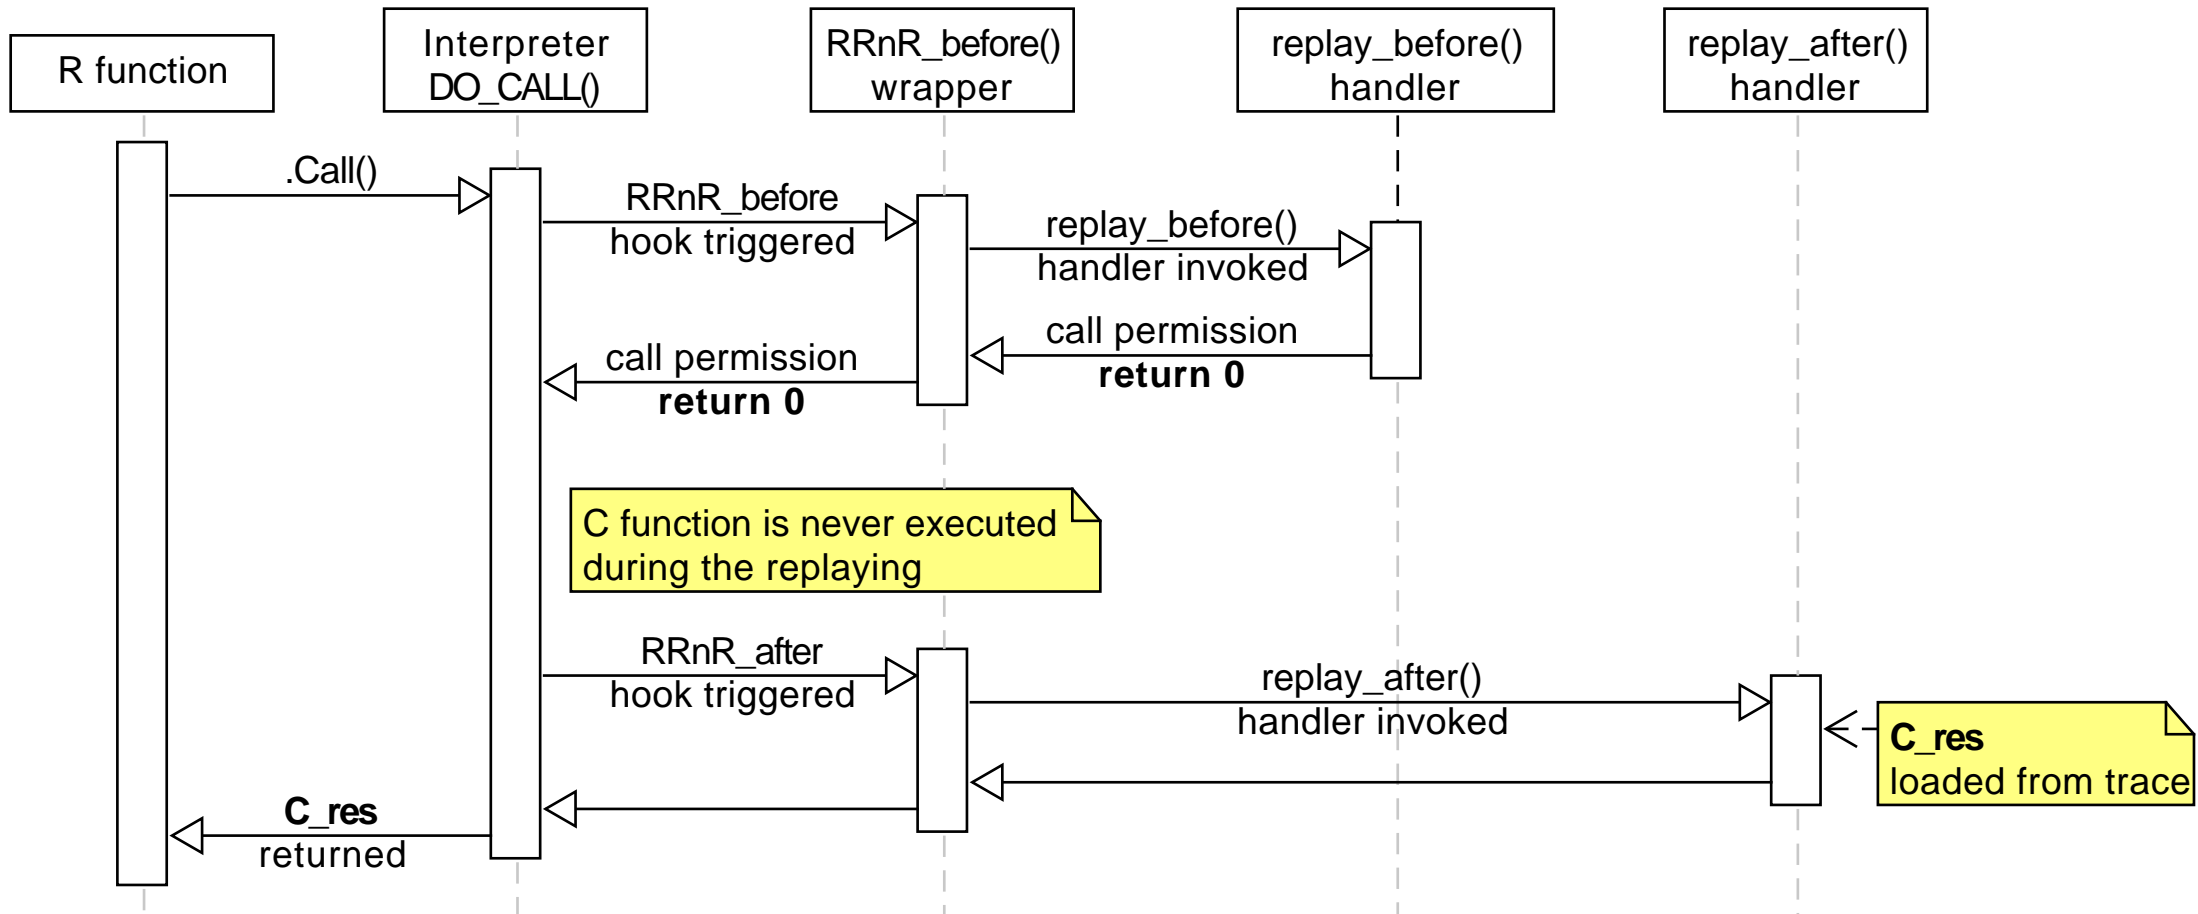 R function
Interpreter
DO_CALL()
RRnR_before()
wrapper
replay_before()
handler
replay_after()
handler
.Call()
RRnR_before
hook triggered
replay_before()
handler invoked
call permission
return 0
call permission
return 0
C function is never executed
during the replaying
RRnR_after
hook triggered
replay_after()
handler invoked
C_res
loaded from trace
C_res
returned